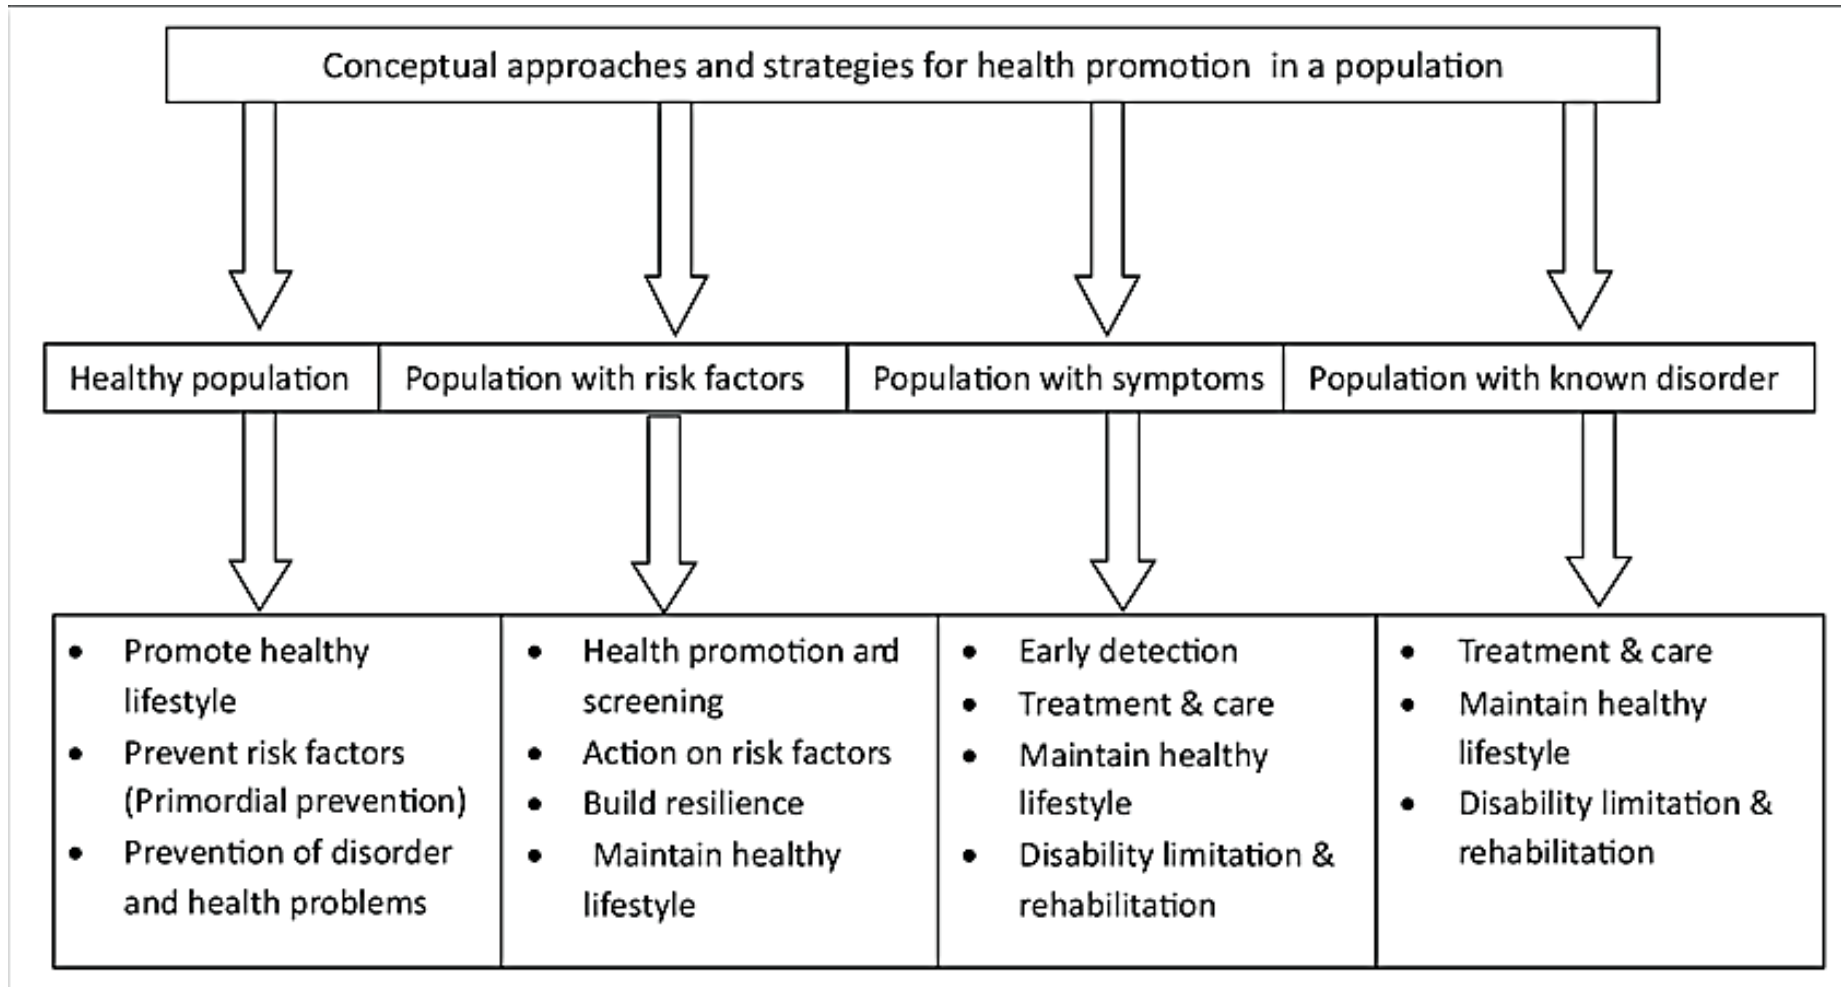 Conceptual approaches and strategies for health promotion in a population
Healthy population
Population with risk factors
Population with symptoms
Population with known disorder
• Promote healthy
lifestyle
• Prevent risk factors
(Primordial prevention)
• Prevention of disorder
and health problems
• Health promotion and
screening
• Action on risk factors
• Build resilience
• Maintain healthy
lifestyle
• Early detection
• Treatment & care
• Maintain healthy
lifestyle
• Disability limitation &
rehabilitation
• Treatment & care
• Maintain healthy
lifestyle
• Disability limitation &
rehabilitation